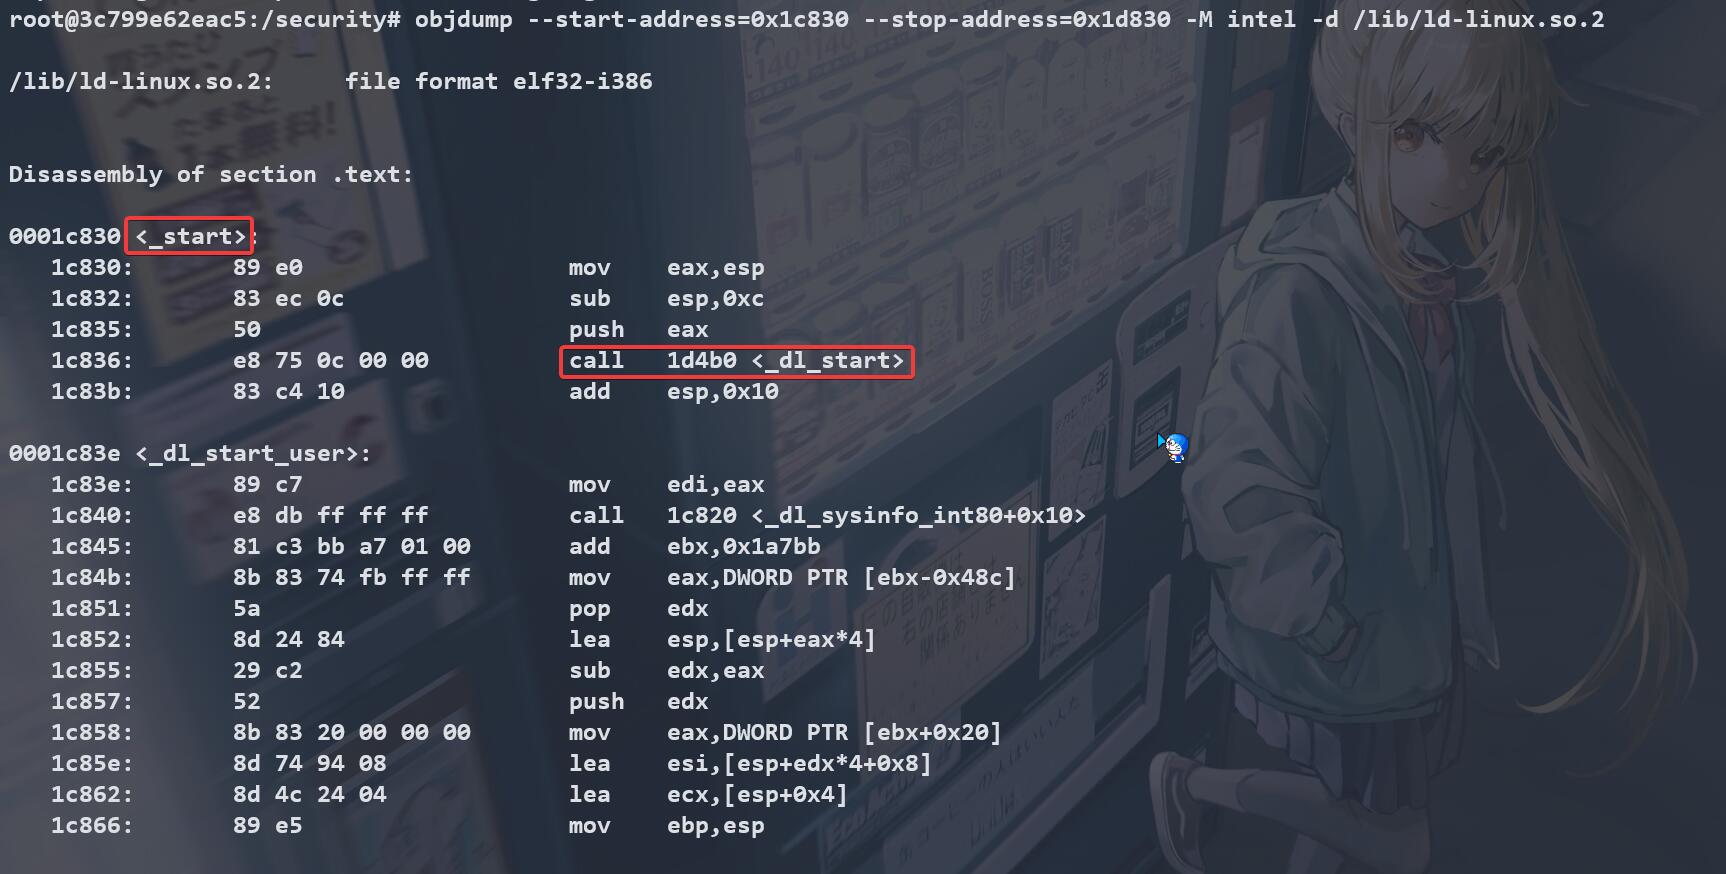 root@3c799e62eac5:/security# objdump --start-address=0x1c830 --stop-address=0x1d830 -M intel -d /lib/ld-linux.so.2
/lib/ld-linux.so.2:     file format elf32-i386
Disassembly of section .text:
0001c830 <_start>:
1c830: 89 e0 mov eax,esp
1c832: 83 ec 0c sub esp,0xc
1c835: 50 push eax
1c836: e8 75 0c 00 00 call 1d4b0 <_dl_start>
1c83b: 83 c4 10 add esp,0x10
0001c83e <_dl_start_user>:
1c83e: 89 c7 mov edi,eax
1c840: e8 db ff ff ff call 1c820 <_dl_sysinfo_int80+0x10>
1c845: 81 c3 bb a7 01 00 add ebx,0x1a7bb
1c84b: 8b 83 74 fb ff ff mov eax,DWORD PTR [ebx-0x48c]
1c851: 5a pop edx
1c852: 8d 24 84 lea esp,[esp+eax*4]
1c855: 29 c2 sub edx,eax
1c857: 52 push edx
1c858: 8b 83 20 00 00 00 mov eax,DWORD PTR [ebx+0x20]
1c85e: 8d 74 94 08 lea esi,[esp+edx*4+0x8]
1c862: 8d 4c 24 04 lea ecx,[esp+0x4]
1c866: 89 e5 mov ebp,esp
140
無料!